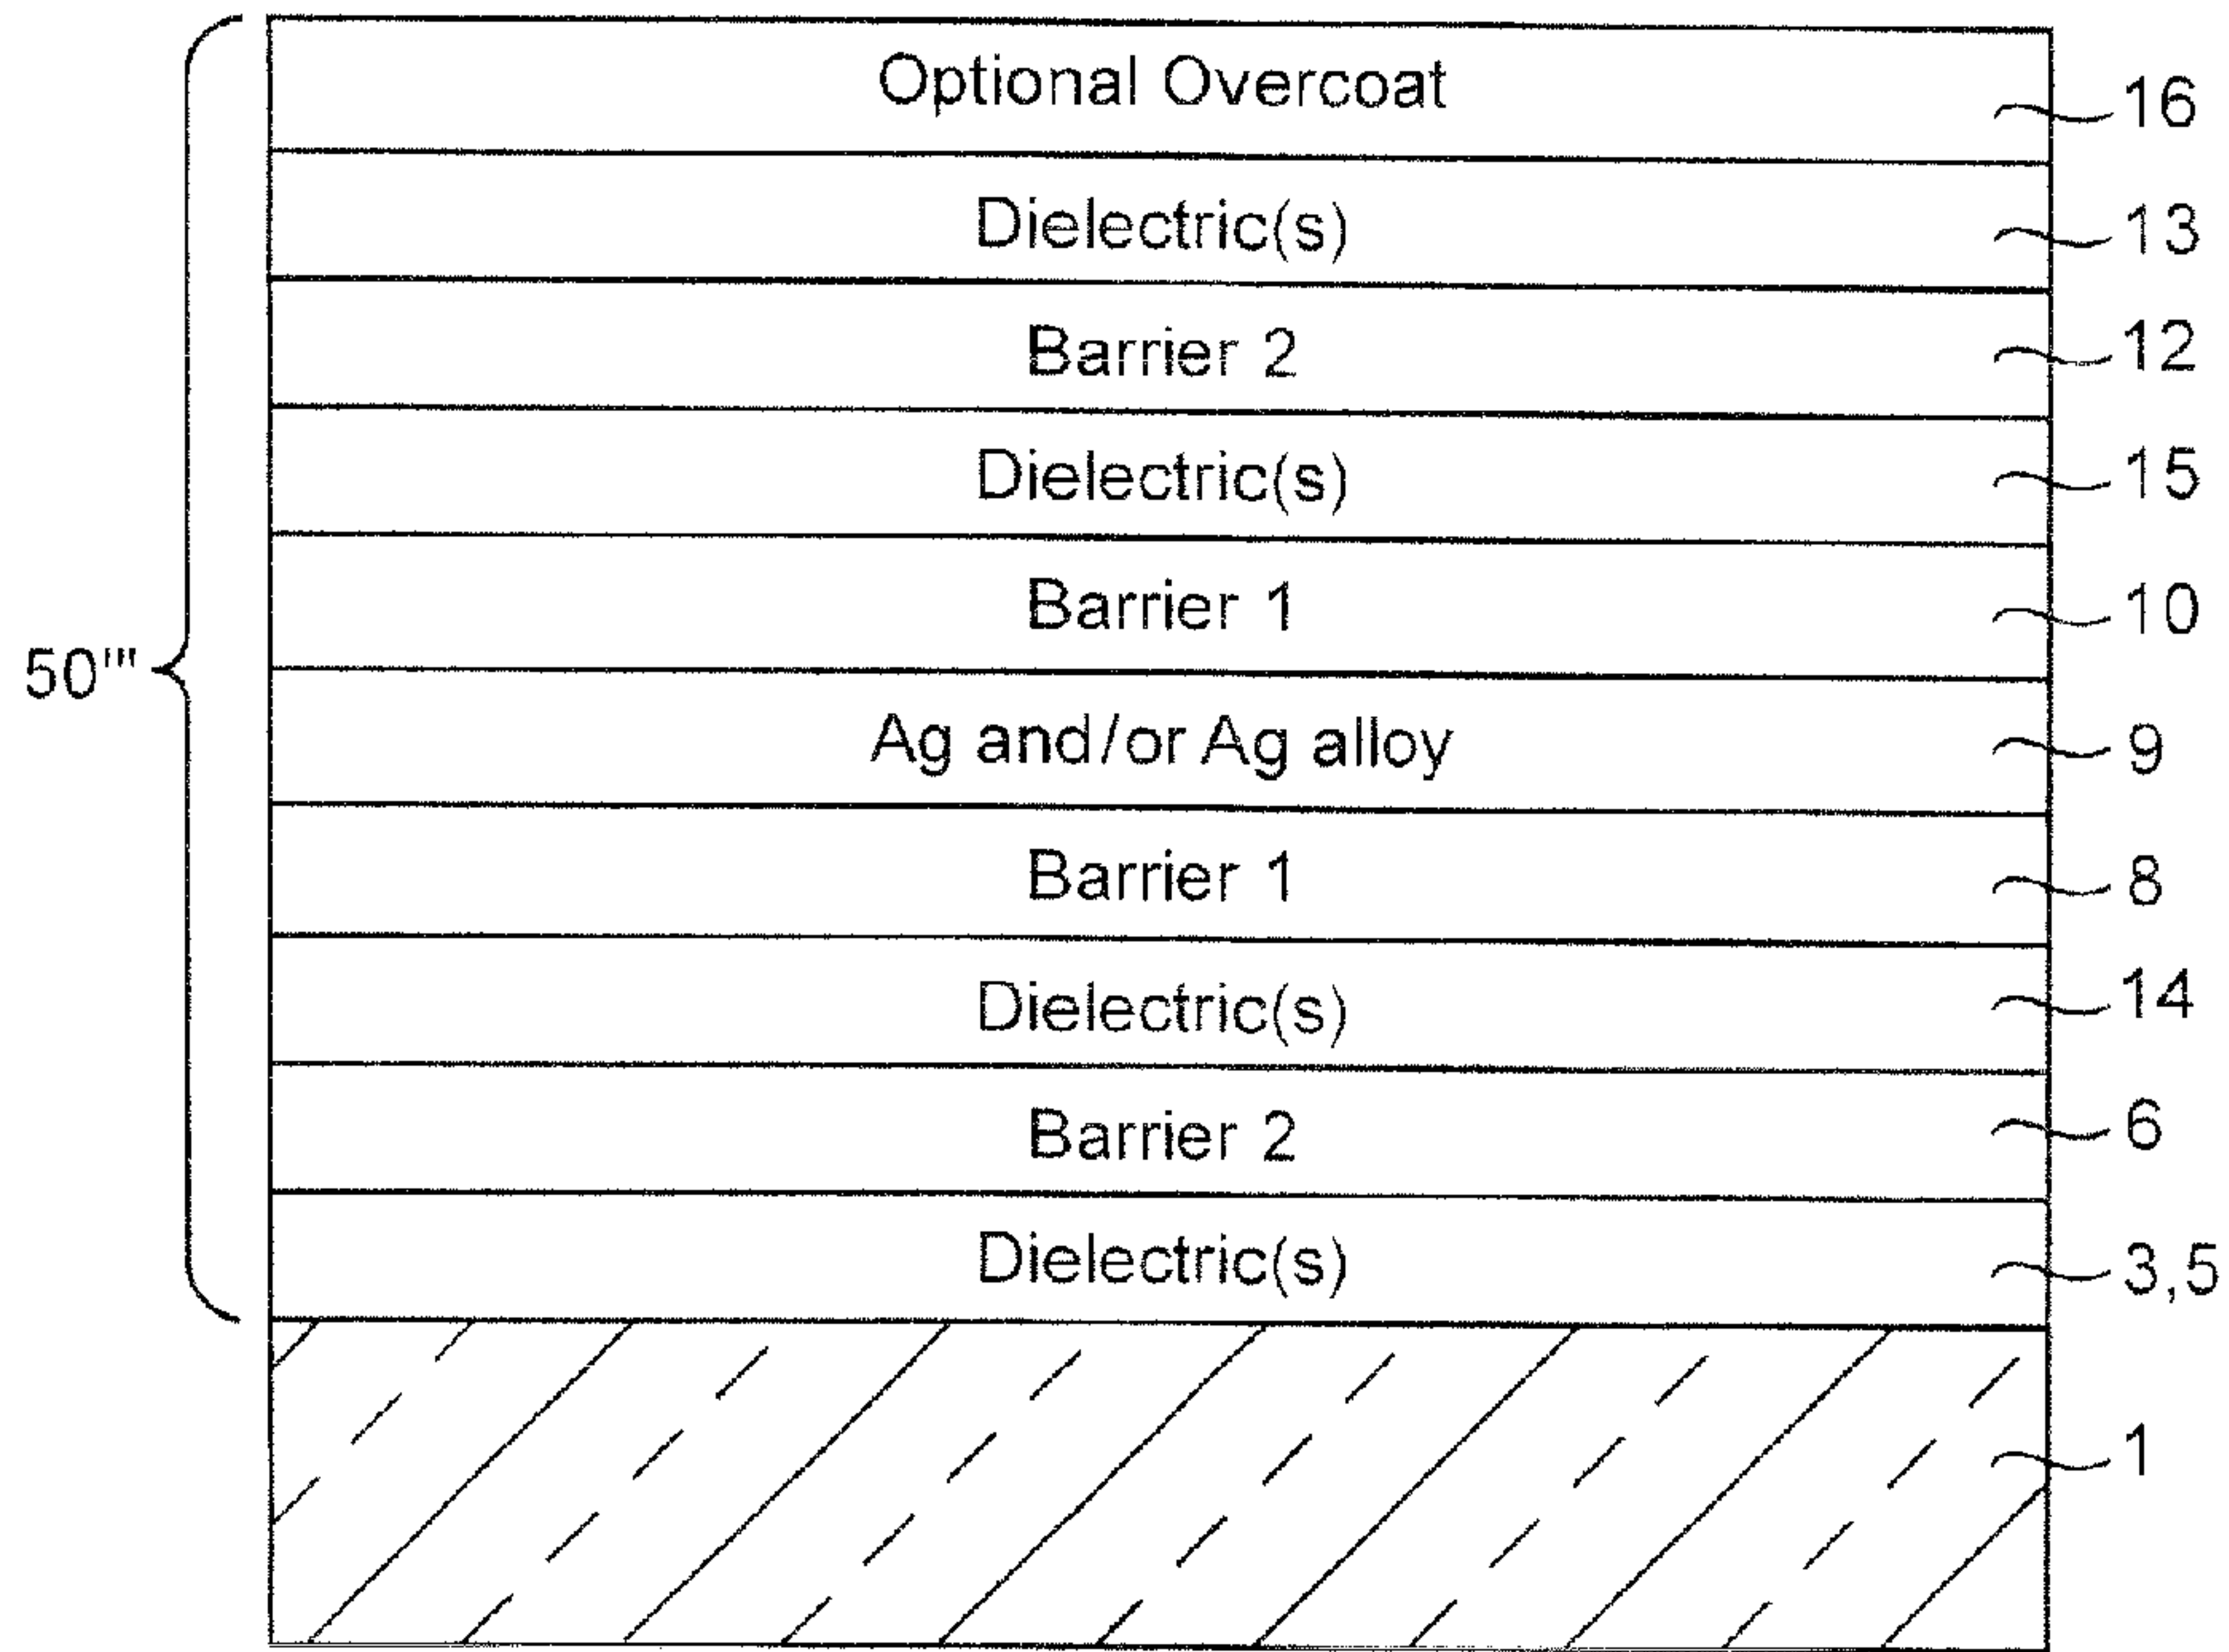 Optional Overcoat 16
Dielectric(s) 13
Barrier 2 12
Dielectric(s) 15
Barrier 1 10
50'''
Ag and/or Ag alloy 9
Barrier 1 8
Dielectric(s) 14
Barrier 2 6
Dielectric(s) 3,5
1